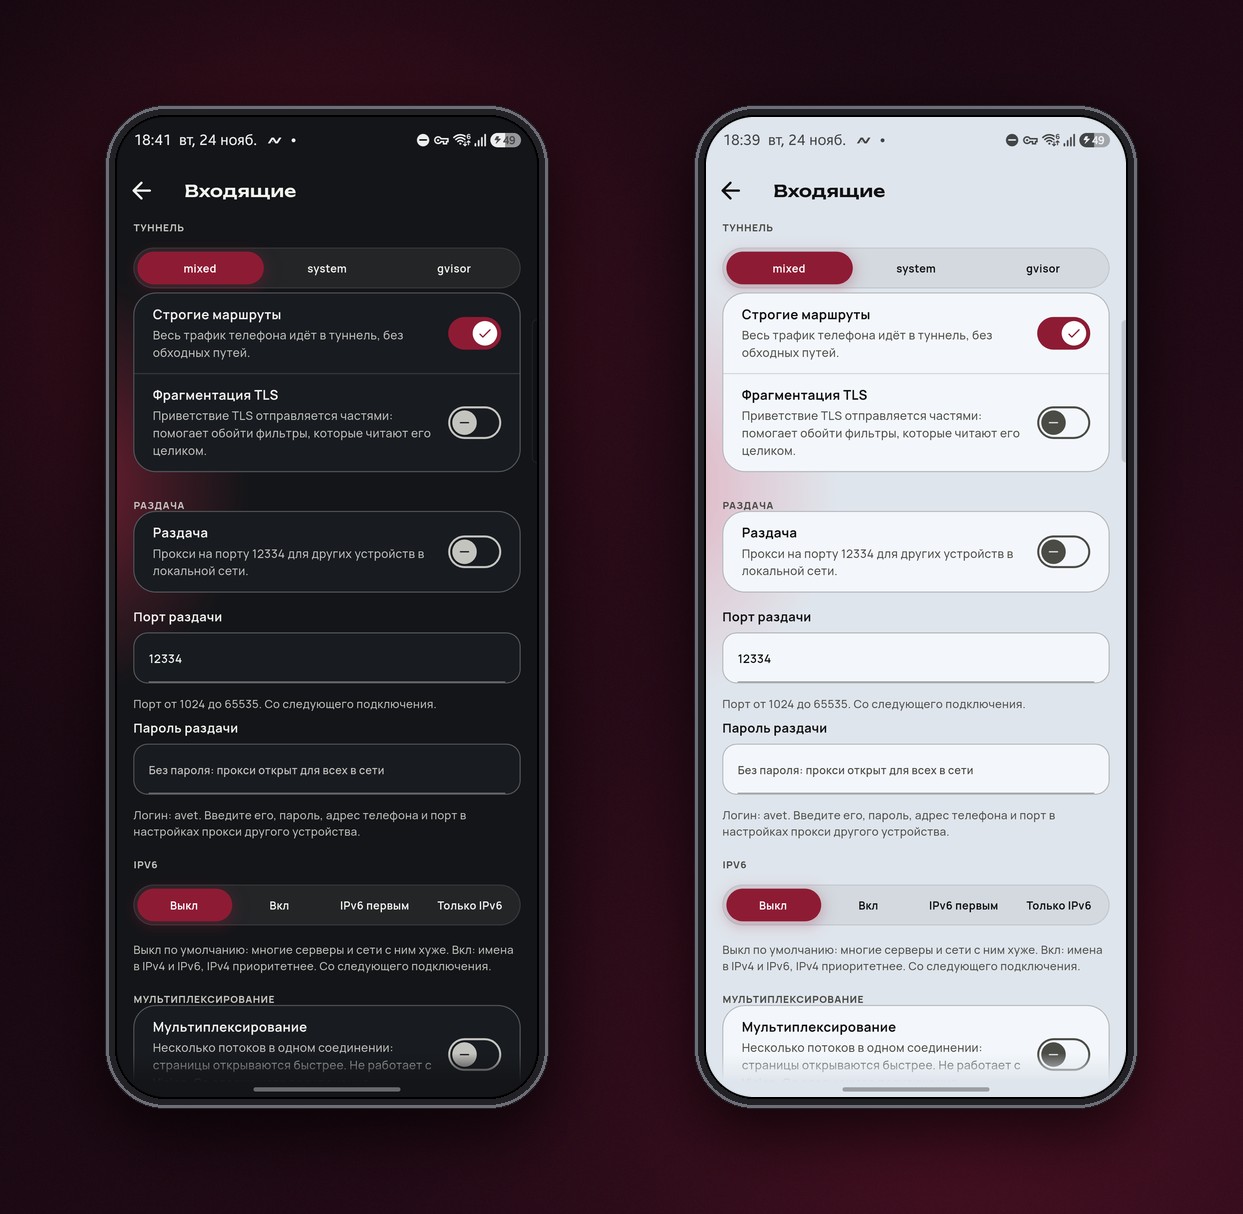 18:41 вт, 24 нояб.
49
Входящие
ТУННЕЛЬ
mixed
system
gvisor
Строгие маршруты
Весь трафик телефона идёт в туннель, без
обходных путей.
Фрагментация TLS
Приветствие TLS отправляется частями:
помогает обойти фильтры, которые читают его
целиком.
РАЗДАЧА
Раздача
Прокси на порту 12334 для других устройств в
локальной сети.
Порт раздачи
12334
Порт от 1024 до 65535. Со следующего подключения.
Пароль раздачи
Без пароля: прокси открыт для всех в сети
Логин: avet. Введите его, пароль, адрес телефона и порт в
настройках прокси другого устройства.
IPV6
Выкл
Вкл
IPv6 первым
Только IPv6
Выкл по умолчанию: многие серверы и сети с ним хуже. Вкл: имена
в IPv4 и IPv6, IPv4 приоритетнее. Со следующего подключения.
МУЛЬТИПЛЕКСИРОВАНИЕ
Мультиплексирование
Несколько потоков в одном соединении:
страницы открываются быстрее. Не работает с
18:39 вт, 24 нояб.
49
Входящие
ТУННЕЛЬ
mixed
system
gvisor
Строгие маршруты
Весь трафик телефона идёт в туннель, без
обходных путей.
Фрагментация TLS
Приветствие TLS отправляется частями:
помогает обойти фильтры, которые читают его
целиком.
РАЗДАЧА
Раздача
Прокси на порту 12334 для других устройств в
локальной сети.
Порт раздачи
12334
Порт от 1024 до 65535. Со следующего подключения.
Пароль раздачи
Без пароля: прокси открыт для всех в сети
Логин: avet. Введите его, пароль, адрес телефона и порт в
настройках прокси другого устройства.
IPV6
Выкл
Вкл
IPv6 первым
Только IPv6
Выкл по умолчанию: многие серверы и сети с ним хуже. Вкл: имена
в IPv4 и IPv6, IPv4 приоритетнее. Со следующего подключения.
МУЛЬТИПЛЕКСИРОВАНИЕ
Мультиплексирование
Несколько потоков в одном соединении:
страницы открываются быстрее. Не работает с